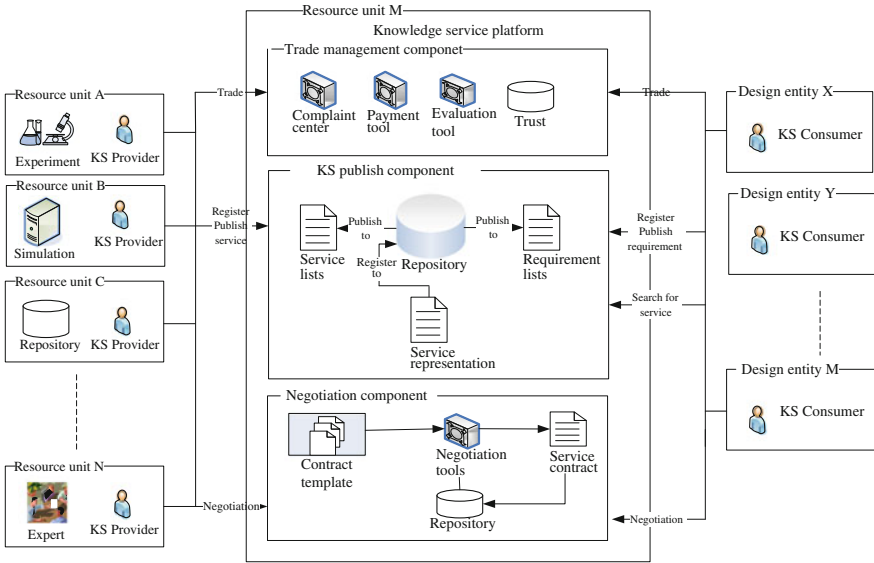 Resource unit M
Knowledge service platform
Trade management componet
Complaint
center
Payment
tool
Evaluation
tool
Trust
Resource unit A
Experiment
KS Provider
Trade
Trade
Design entity X
KS Consumer
KS publish component
Resource unit B
Simulation
KS Provider
Register
Publish
service
Service
lists
Publish
to
Repository
Publish
to
Requirement
lists
Register
to
Service
representation
Register
Publish
requirement
Search for
service
Design entity Y
KS Consumer
Resource unit C
Repository
KS Provider
Negotiation component
Contract
template
Negotiation
tools
Service
contract
Repository
Design entity M
KS Consumer
Resource unit N
Expert
KS Provider
Negotiation
Negotiation